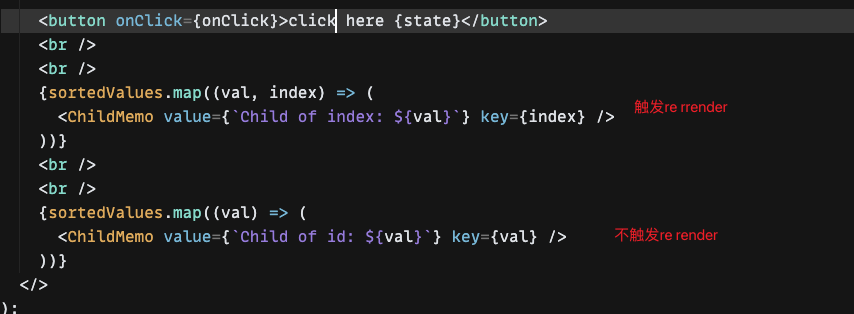 <button onClick={onClick}>click here {state}</button>
<br />
<br />
{sortedValues.map((val, index) => (
<ChildMemo value={`Child of index: ${val}`} key={index} />
触发re rrender
))}
<br />
<br />
{sortedValues.map((val) => (
<ChildMemo value={`Child of id: ${val}`} key={val} />
不触发re render
))}
</>
);